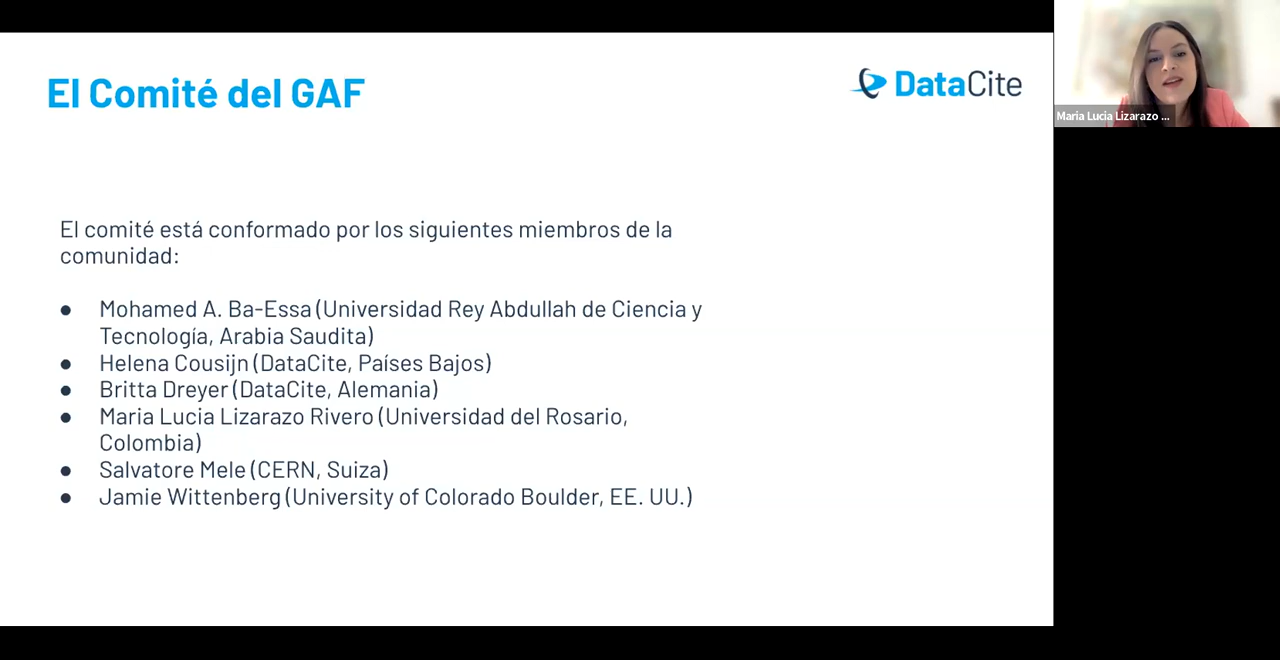 El Comité del GAF
DataCite
Maria Lucia Lizarazo ...
El comité está conformado por los siguientes miembros de la
comunidad:
● Mohamed A. Ba-Essa (Universidad Rey Abdullah de Ciencia y
Tecnología, Arabia Saudita)
● Helena Cousijn (DataCite, Países Bajos)
● Britta Dreyer (DataCite, Alemania)
● Maria Lucia Lizarazo Rivero (Universidad del Rosario,
Colombia)
● Salvatore Mele (CERN, Suiza)
● Jamie Wittenberg (University of Colorado Boulder, EE. UU.)